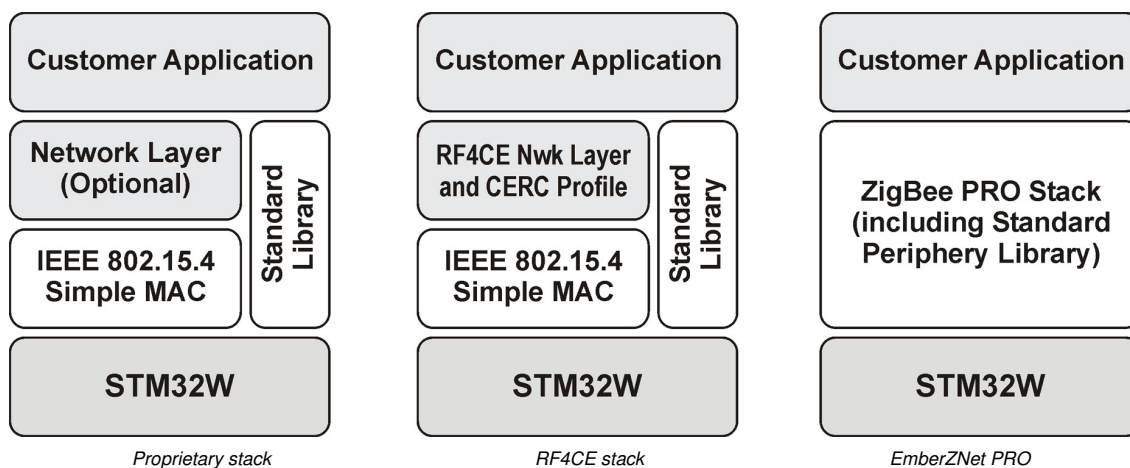 Customer Application
Network Layer
(Optional)
IEEE 802.15.4
Simple MAC
Standard
Library
STM32W
Proprietary stack
Customer Application
RF4CE Nwk Layer
and CERC Profile
IEEE 802.15.4
Simple MAC
Standard
Library
STM32W
RF4CE stack
Customer Application
ZigBee PRO Stack
(including Standard
Periphery Library)
STM32W
EmberZNet PRO